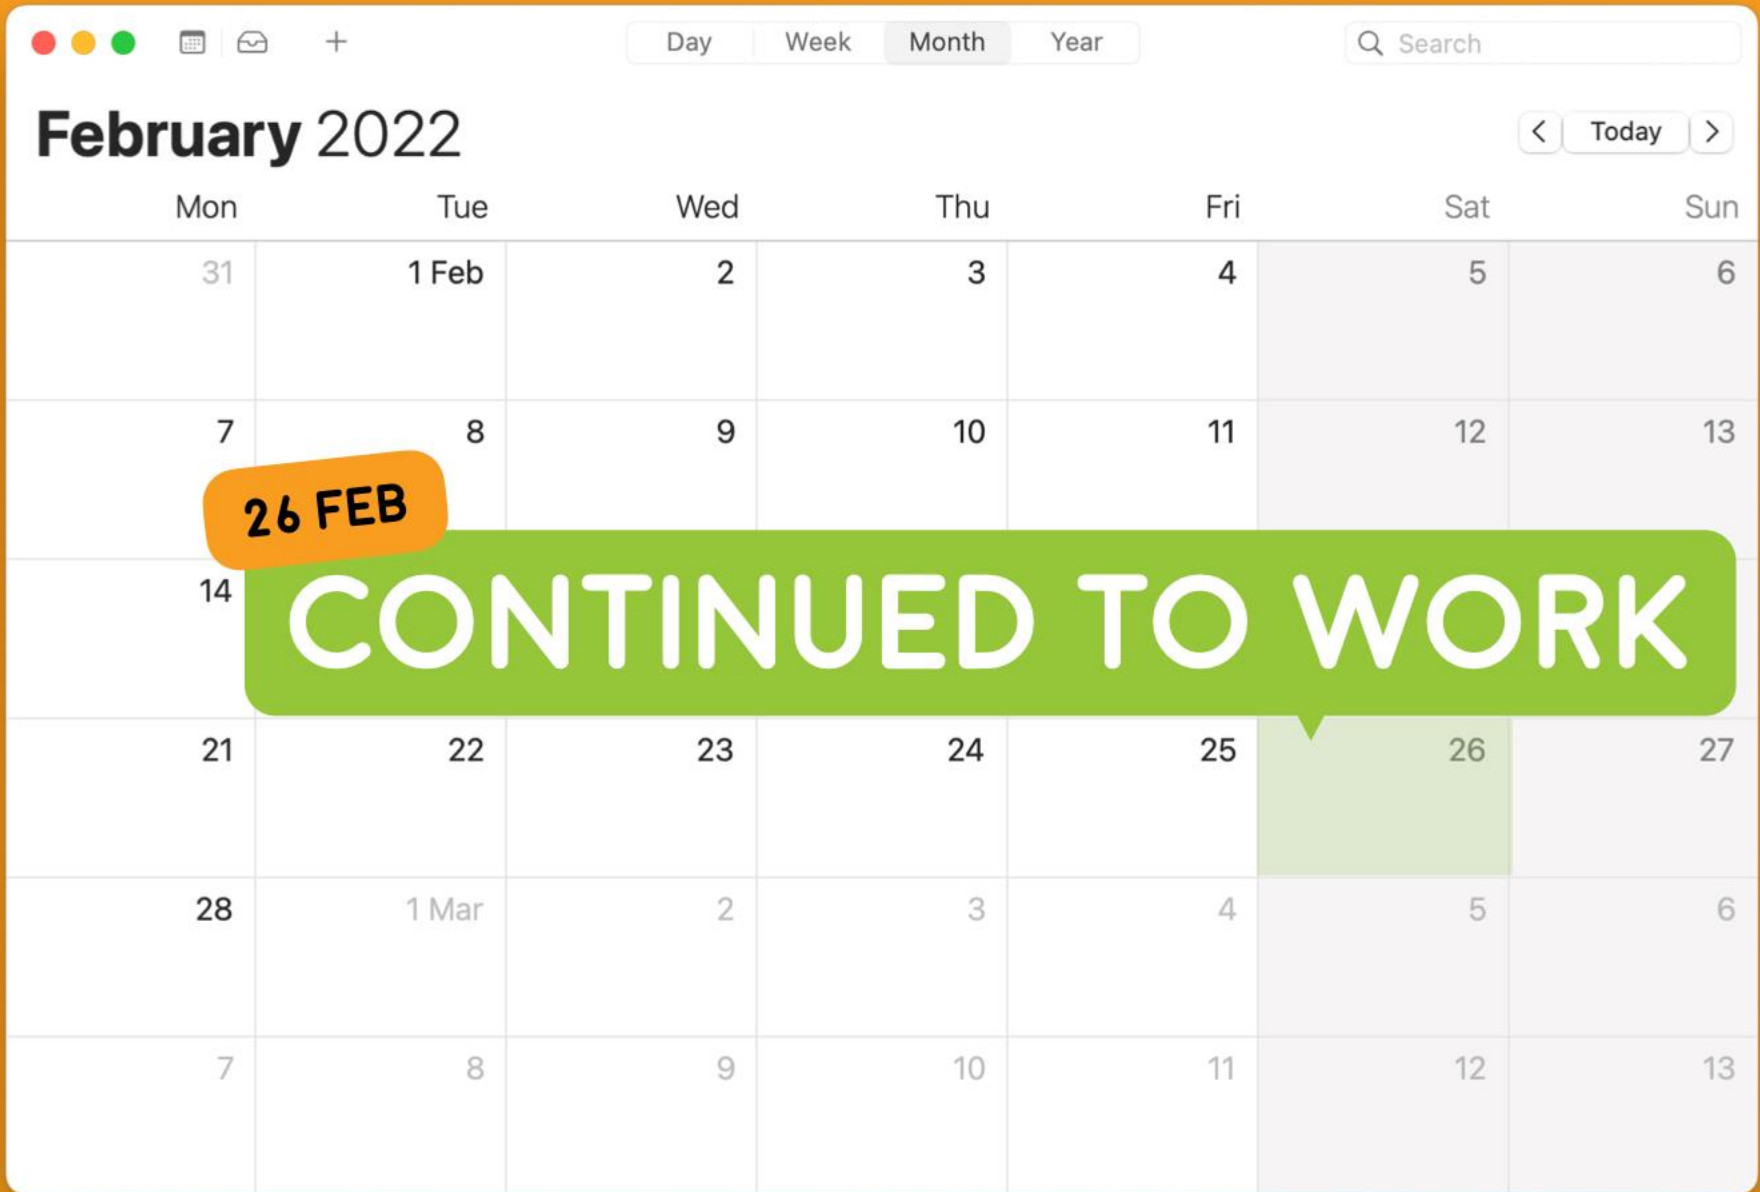 Day Week Month Year Search
February 2022
Today
Mon Tue Wed Thu Fri Sat Sun
31 1 Feb 2 3 4 5 6
7 8 9 10 11 12 13
26 FEB
14 CONTINUED TO WORK
21 22 23 24 25 26 27
28 1 Mar 2 3 4 5 6
7 8 9 10 11 12 13